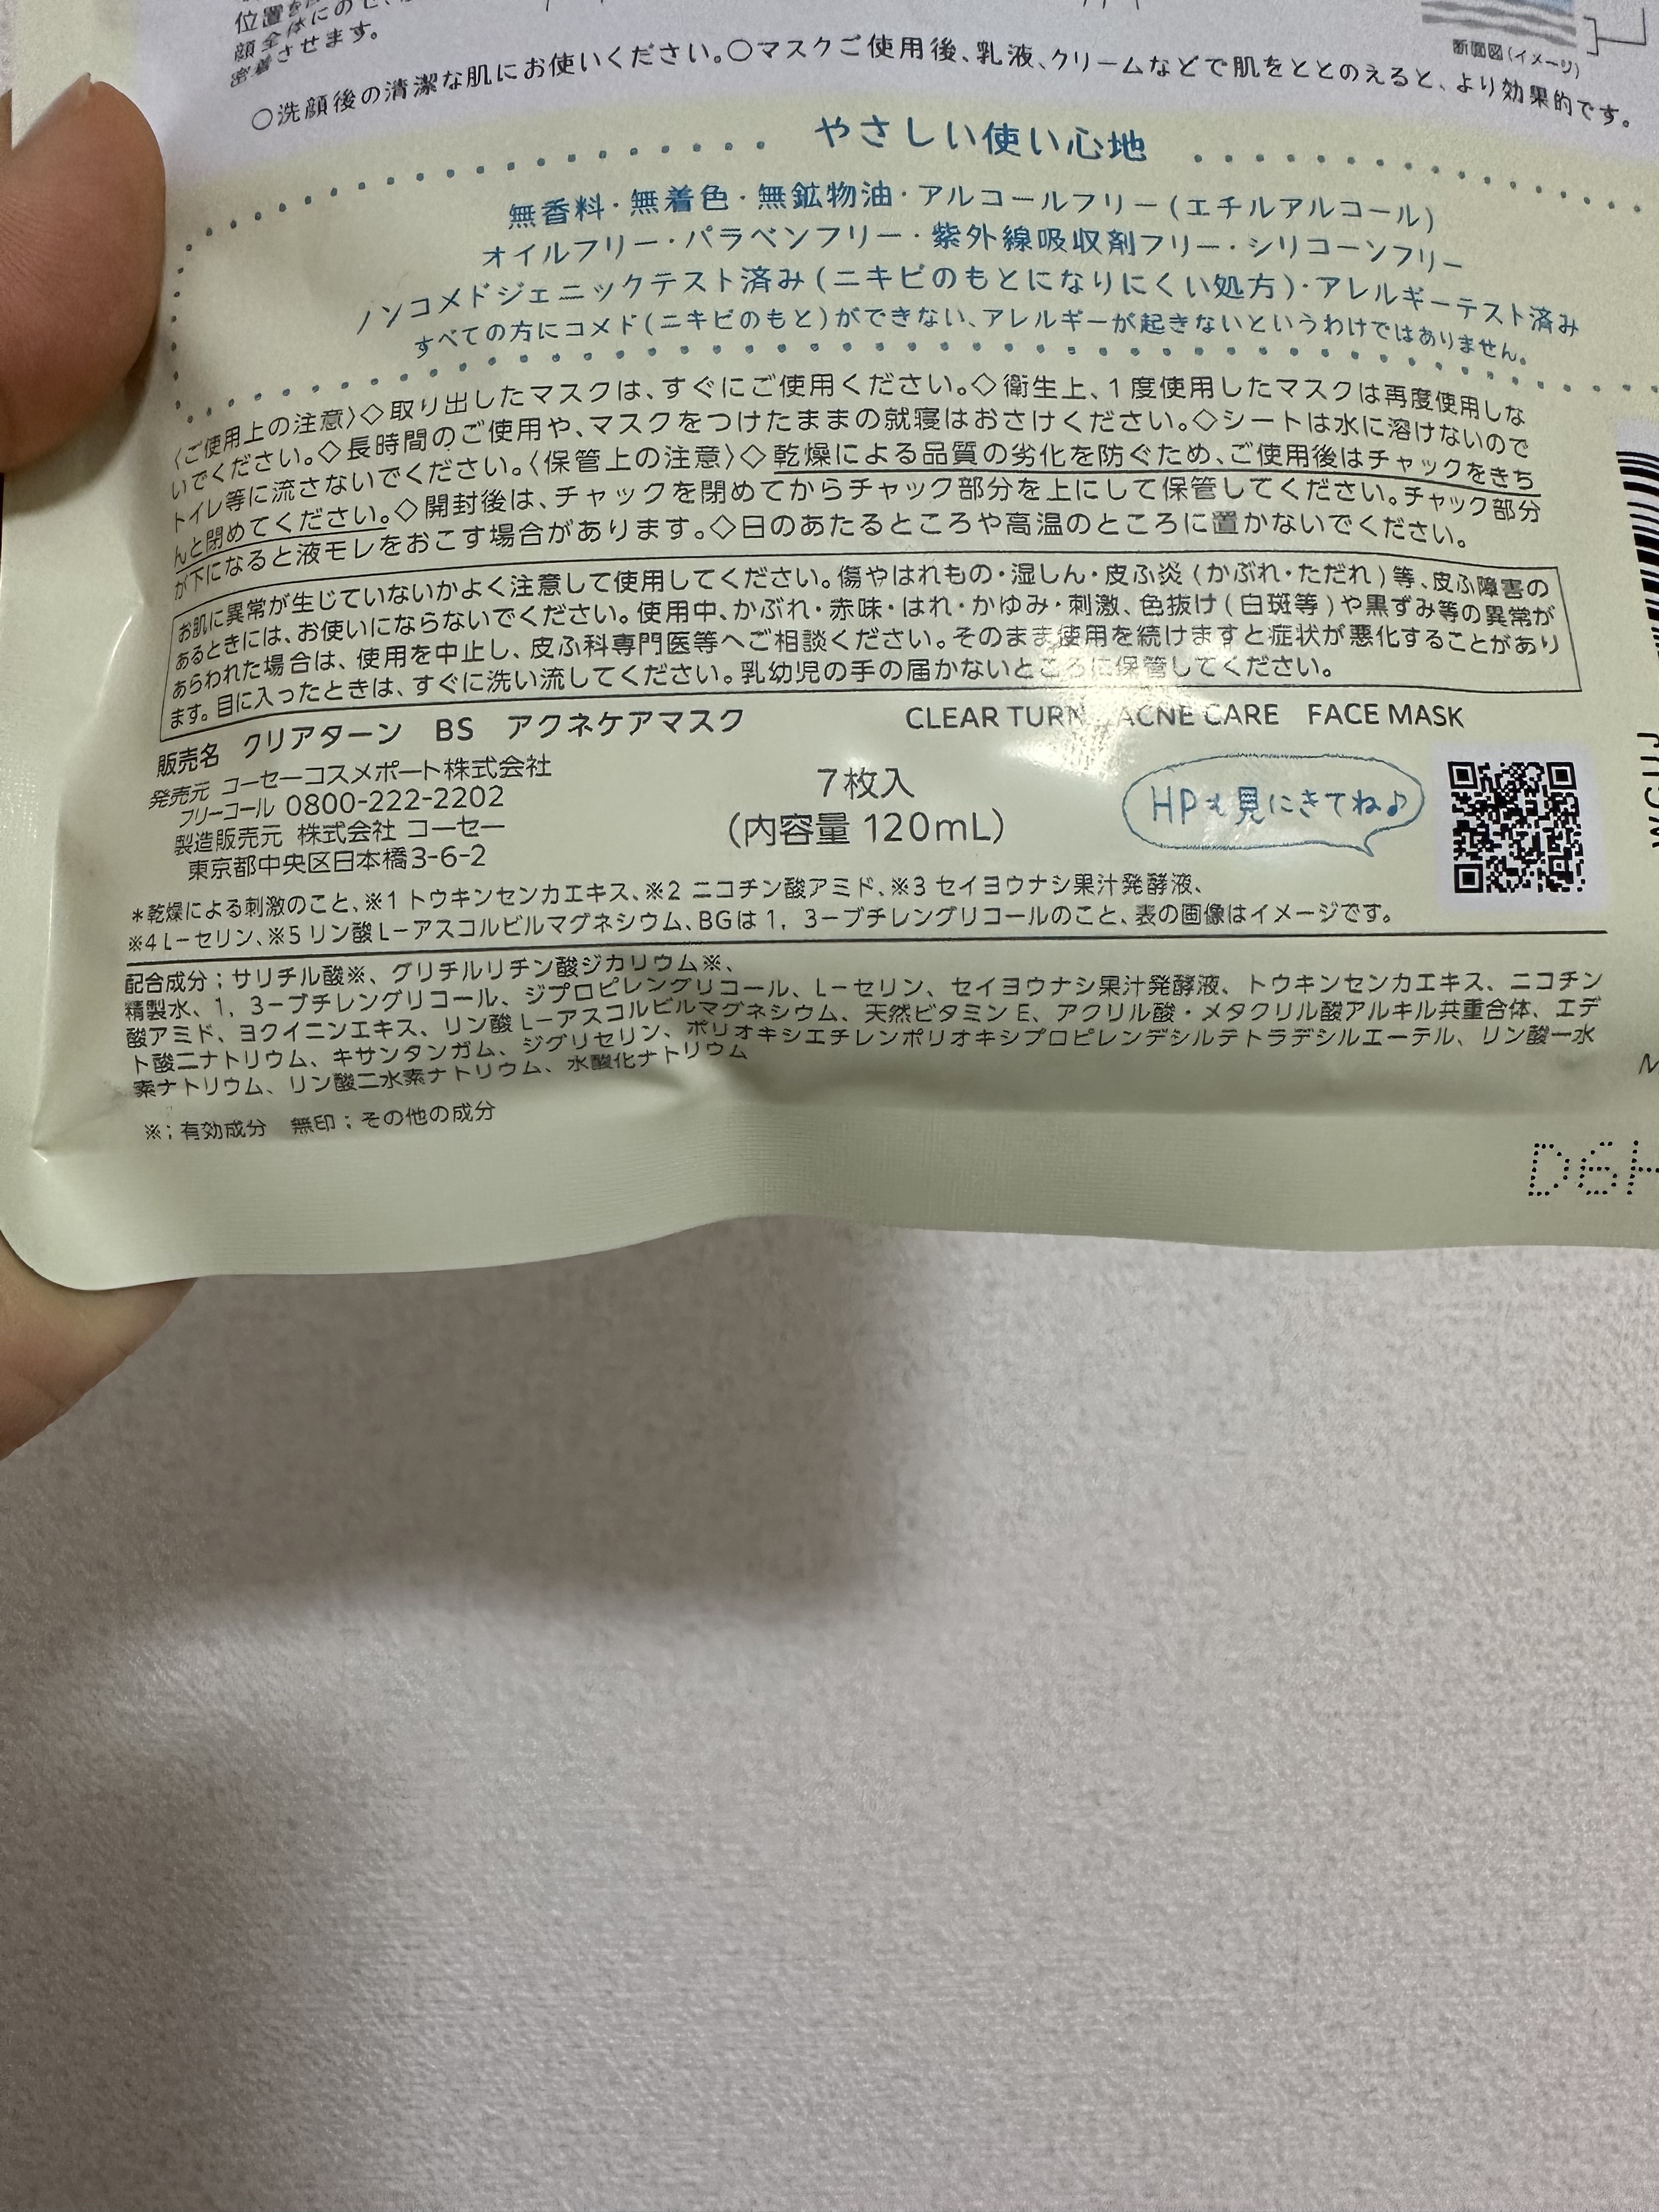 位置を
顔全体にのせ、
密着させます。
断面図(イメージ)
○洗顔後の清潔な肌にお使いください。○マスクご使用後、乳液、クリームなどで肌をととのえると、より効果的です。
やさしい使い心地
無香料・無着色・無鉱物油・アルコールフリー(エチルアルコール)
オイルフリー・パラベンフリー・紫外線吸収剤フリー・シリコーンフリー
ノンコメドジェニックテスト済み(ニキビのもとになりにくい処方)・アレルギーテスト済み
すべての方にコメド(ニキビのもと)ができない、アレルギーが起きないというわけではありません。
〈ご使用上の注意〉◇取り出したマスクは、すぐにご使用ください。◇衛生上、1度使用したマスクは再度使用しな
いでください。◇長時間のご使用や、マスクをつけたままの就寝はおさけください。◇シートは水に溶けないので
トイレ等に流さないでください。〈保管上の注意〉◇乾燥による品質の劣化を防ぐため、ご使用後はチャックをきち
んと閉めてください。◇開封後は、チャックを閉めてからチャック部分を上にして保管してください。チャック部分
が下になると液モレをおこす場合があります。◇日のあたるところや高温のところに置かないでください。
お肌に異常が生じていないかよく注意して使用してください。傷やはれもの・湿しん・皮ふ炎(かぶれ・ただれ)等、皮ふ障害の
あるときには、お使いにならないでください。使用中、かぶれ・赤味・はれ・かゆみ・刺激、色抜け(白斑等)や黒ずみ等の異常が
あらわれた場合は、使用を中止し、皮ふ科専門医等へご相談ください。そのまま使用を続けますと症状が悪化することがあり
ます。目に入ったときは、すぐに洗い流してください。乳幼児の手の届かないところに保管してください。
販売名 クリアターン BS アクネケアマスク CLEAR TURN ACNE CARE FACE MASK
発売元 コーセーコスメポート株式会社
フリーコール 0800-222-2202
製造販売元 株式会社 コーセー
東京都中央区日本橋3-6-2
7枚入
(内容量 120mL)
HPも見にきてね♪
*乾燥による刺激のこと、※1 トウキンセンカエキス、※2 ニコチン酸アミド、※3 セイヨウナシ果汁発酵液、
※4 L-セリン、※5 リン酸L-アスコルビルマグネシウム、BGは1,3-ブチレングリコールのこと、表の画像はイメージです。
配合成分;サリチル酸※、グリチルリチン酸ジカリウム※、
精製水、1,3-ブチレングリコール、ジプロピレングリコール、L-セリン、セイヨウナシ果汁発酵液、トウキンセンカエキス、ニコチン
酸アミド、ヨクイニンエキス、リン酸L-アスコルビルマグネシウム、天然ビタミンE、アクリル酸・メタクリル酸アルキル共重合体、エデ
ト酸二ナトリウム、キサンタンガム、ジグリセリン、ポリオキシエチレンポリオキシプロピレンデシルテトラデシルエーテル、リン酸一水
素ナトリウム、リン酸二水素ナトリウム、水酸化ナトリウム
※;有効成分 無印;その他の成分
D6H